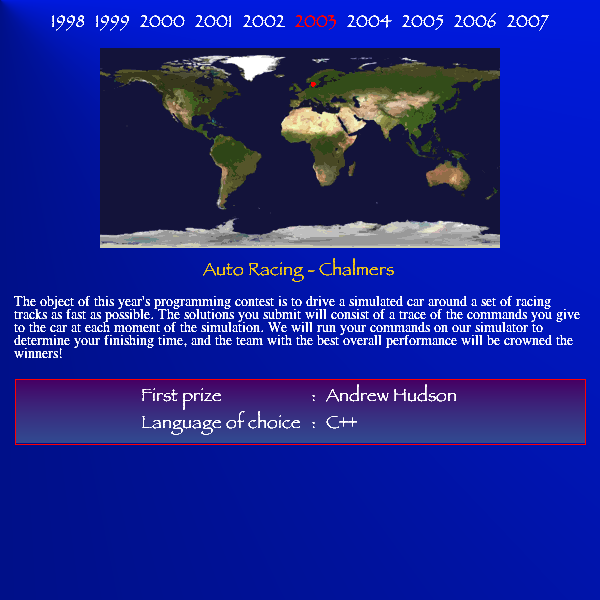 1998 1999 2000 2001 2002 2003 2004 2005 2006 2007
Auto Racing - Chalmers
The object of this year's programming contest is to drive a simulated car around a set of racing
tracks as fast as possible. The solutions you submit will consist of a trace of the commands you give
to the car at each moment of the simulation. We will run your commands on our simulator to
determine your finishing time, and the team with the best overall performance will be crowned the
winners!
First prize : Andrew Hudson
Language of choice : C++